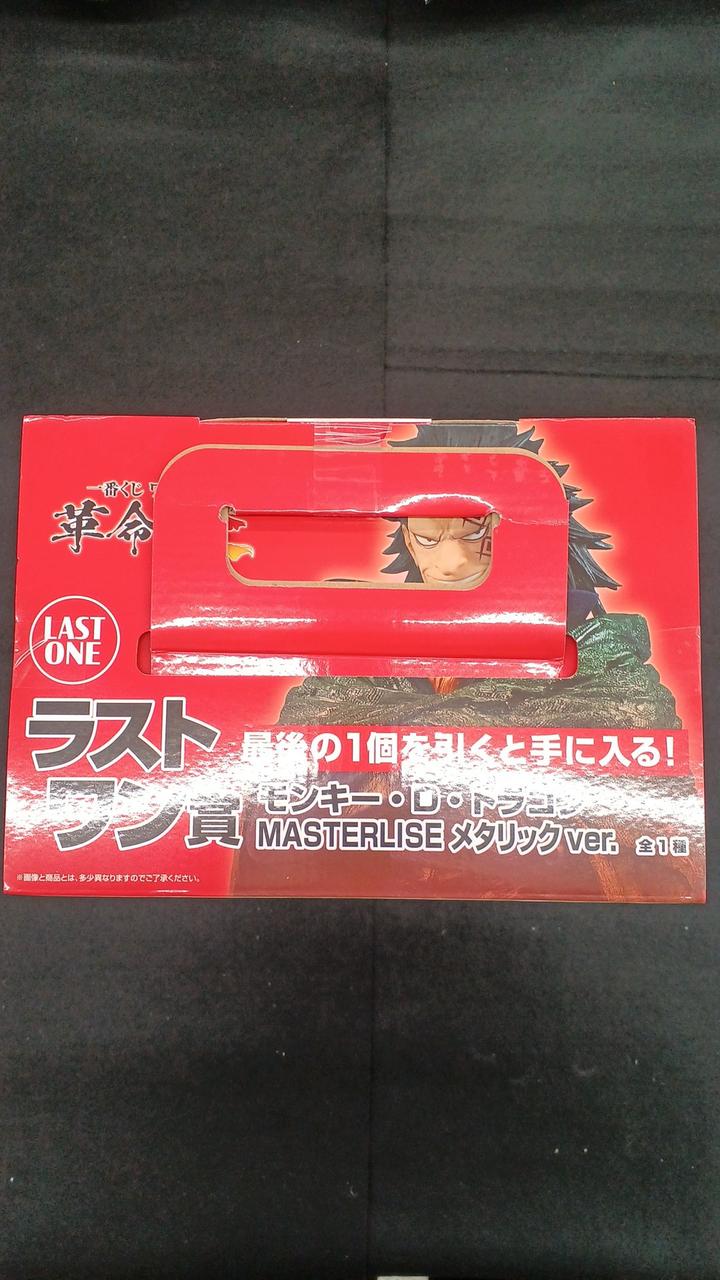 一番くじ ワ
革命
LAST
ONE
ラスト
ワン賞
最後の1個を引くと手に入る!
モンキー・D・ドラゴン
MASTERLISE メタリックver. 全1種
※画像と商品とは、多少異なりますのでご了承ください。